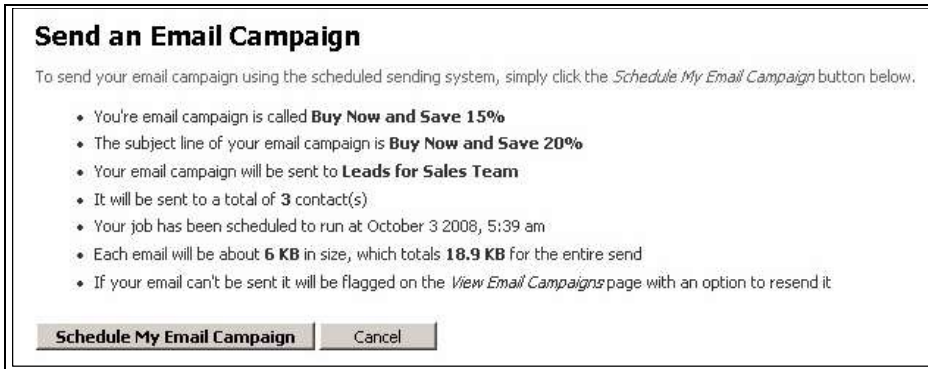 Send an Email Campaign
To send your email campaign using the scheduled sending system, simply click the Schedule My Email Campaign button below.
• You're email campaign is called Buy Now and Save 15%
• The subject line of your email campaign is Buy Now and Save 20%
• Your email campaign will be sent to Leads for Sales Team
• It will be sent to a total of 3 contact(s)
• Your job has been scheduled to run at October 3 2008, 5:39 am
• Each email will be about 6 KB in size, which totals 18.9 KB for the entire send
• If your email can't be sent it will be flagged on the View Email Campaigns page with an option to resend it
Schedule My Email Campaign Cancel